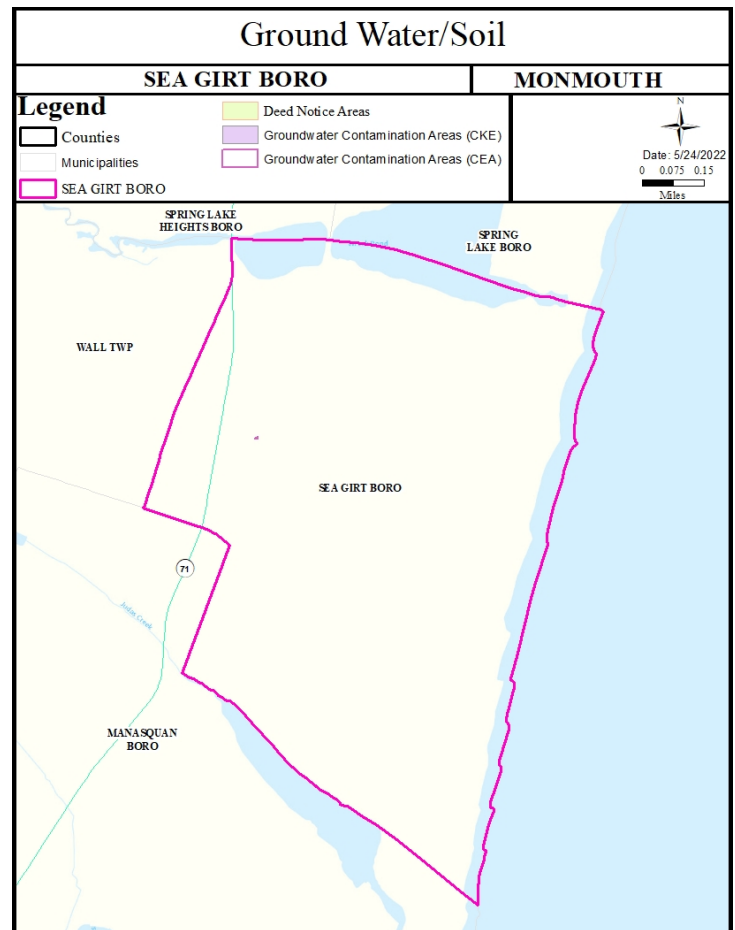 Ground Water/Soil
SEA GIRT BORO
MONMOUTH
Legend
Counties
Municipalities
SEA GIRT BORO
Deed Notice Areas
Groundwater Contamination Areas (CKE)
Groundwater Contamination Areas (CEA)
N
Date: 5/24/2022
0 0.075 0.15
Miles
SPRING LAKE
HEIGHTS BORO
SPRING
LAKE BORO
WALL TWP
SEA GIRT BORO
71
MANASQUAN
BORO